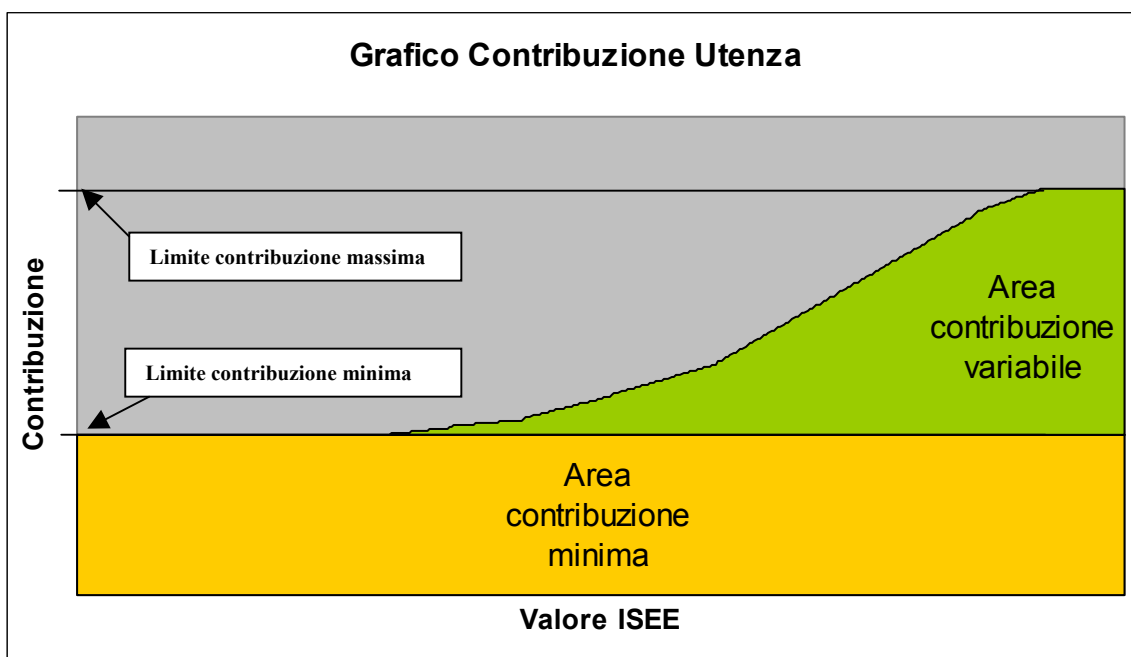 Grafico Contribuzione Utenza
Limite contribuzione massima
Limite contribuzione minima
Contribuzione
Area
contribuzione
variabile
Area
contribuzione
minima
Valore ISEE